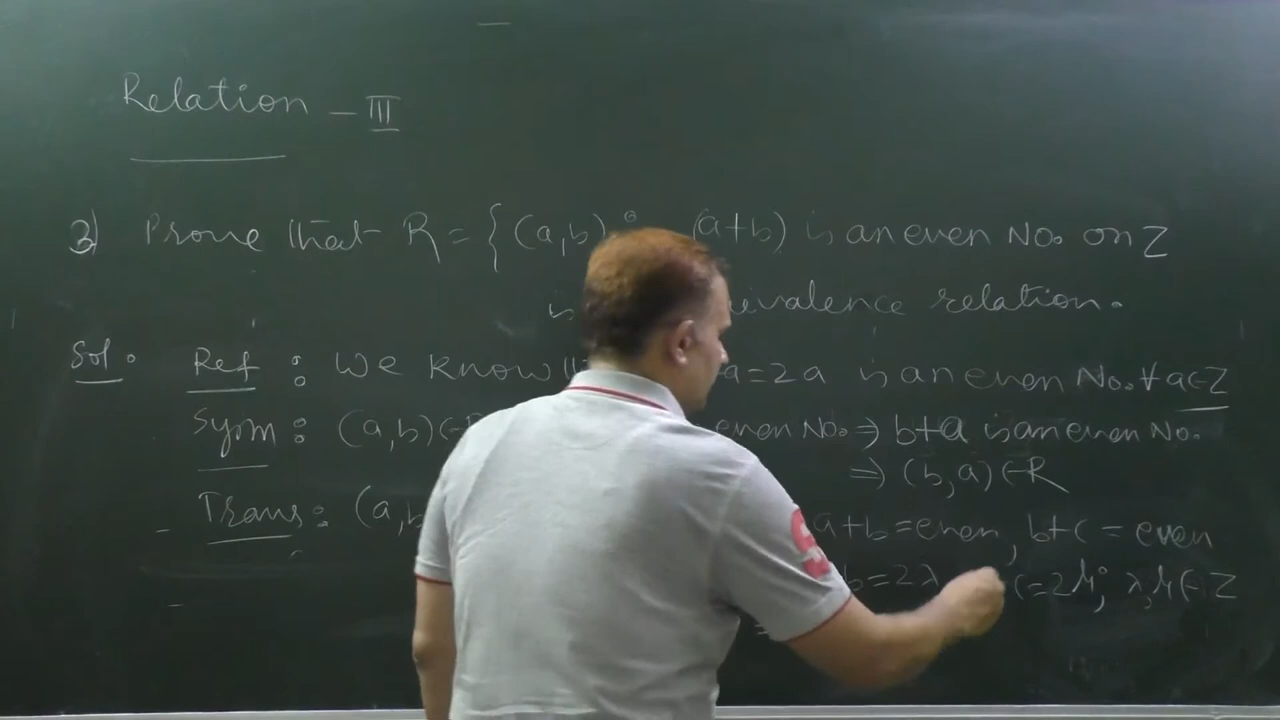 Relation - III
3) Prove that R = { (a,b) : (a+b) is an even No. on Z
relation.
Sol. Ref : We know a = 2a is an even No. ∀ a ∈ Z
Sym : (a,b) ∈ even No. ⇒ b+a is an even No.
⇒ (b,a) ∈ R
Trans : (a,b a+b = even, b+c = even
b = 2λ c = 2μ; λ, μ ∈ Z